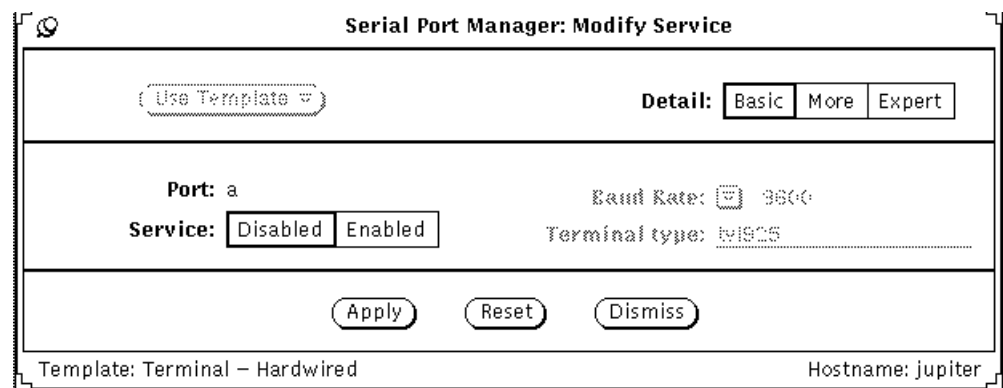 Serial Port Manager: Modify Service
Use Template
Detail: Basic More Expert
Port: a
Baud Rate: 9600
Service: Disabled Enabled
Terminal type: tvi925
Apply Reset Dismiss
Template: Terminal – Hardwired
Hostname: jupiter